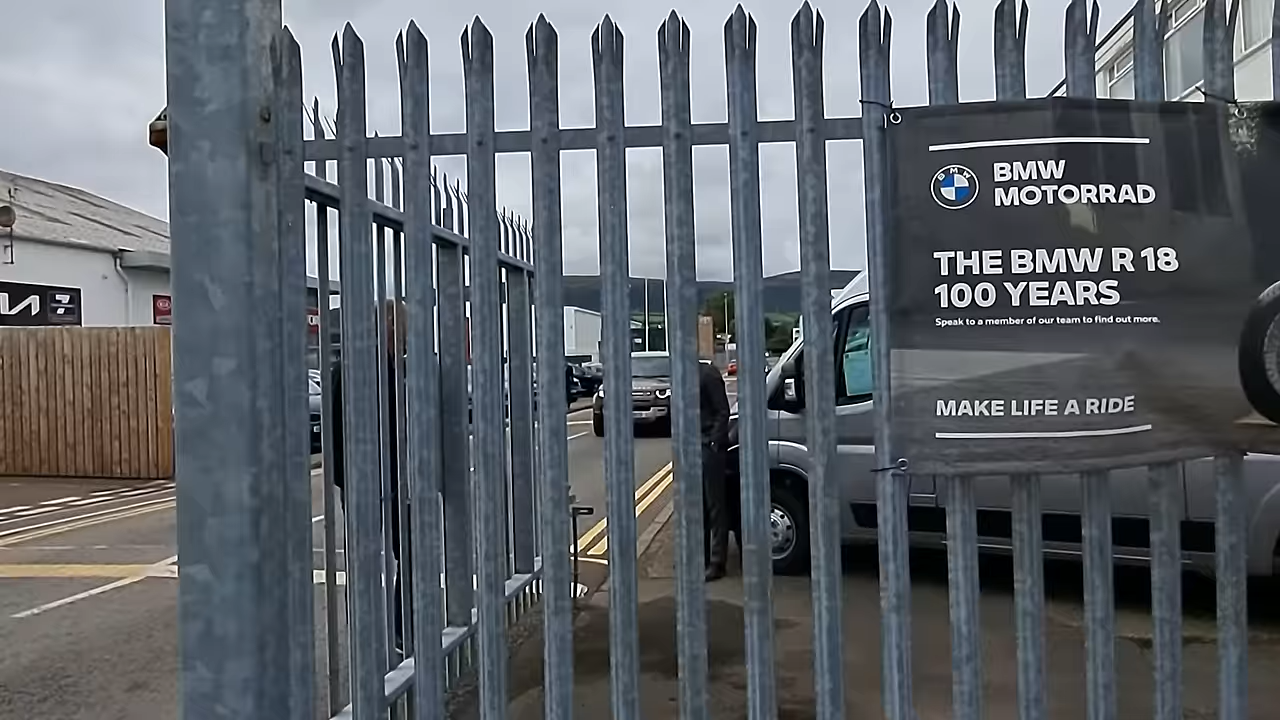 BMW
BMW
MOTORRAD
THE BMW R 18
100 YEARS
Speak to a member of our team to find out more.
MAKE LIFE A RIDE